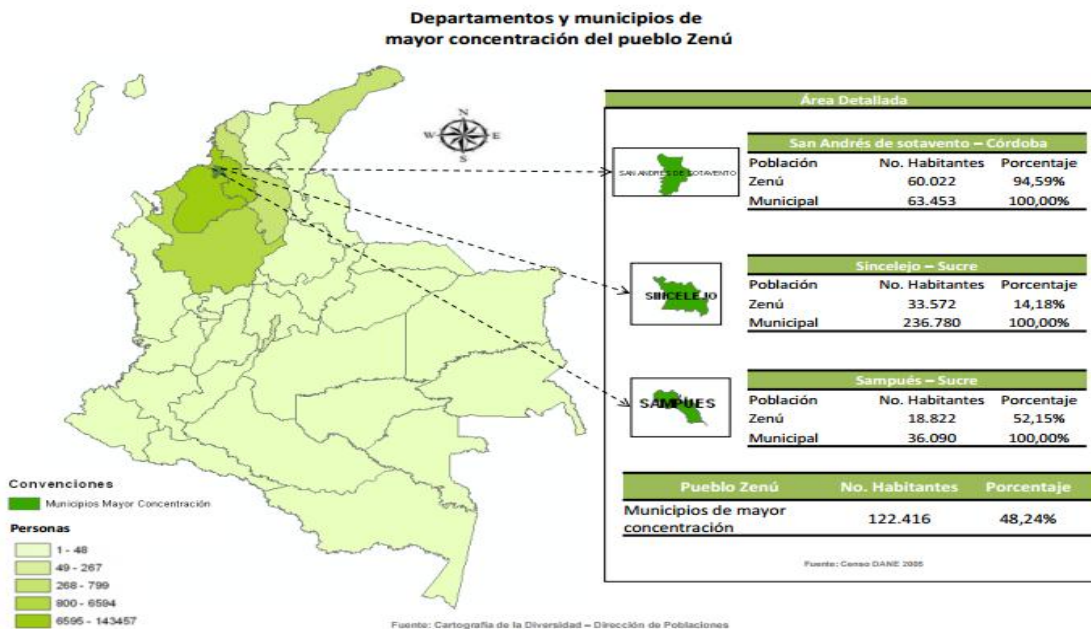 Departamentos y municipios de
mayor concentración del pueblo Zenú
N
W E
S
Área Detallada
SAN ANDRES DE SOTAVENTO
San Andrés de sotavento – Córdoba
Población No. Habitantes Porcentaje
Zenú 60.022 94,59%
Municipal 63.453 100,00%
SINCELEJO
Sincelejo – Sucre
Población No. Habitantes Porcentaje
Zenú 33.572 14,18%
Municipal 236.780 100,00%
SAMPUES
Sampués – Sucre
Población No. Habitantes Porcentaje
Zenú 18.822 52,15%
Municipal 36.090 100,00%
Pueblo Zenú No. Habitantes Porcentaje
Municipios de mayor
concentración 122.416 48,24%
Fuente: Censo DANE 2005
Convenciones
Municipios Mayor Concentración
Personas
1 - 48
49 - 267
268 - 799
800 - 6594
6595 - 143457
Fuente: Cartografía de la Diversidad – Dirección de Poblaciones